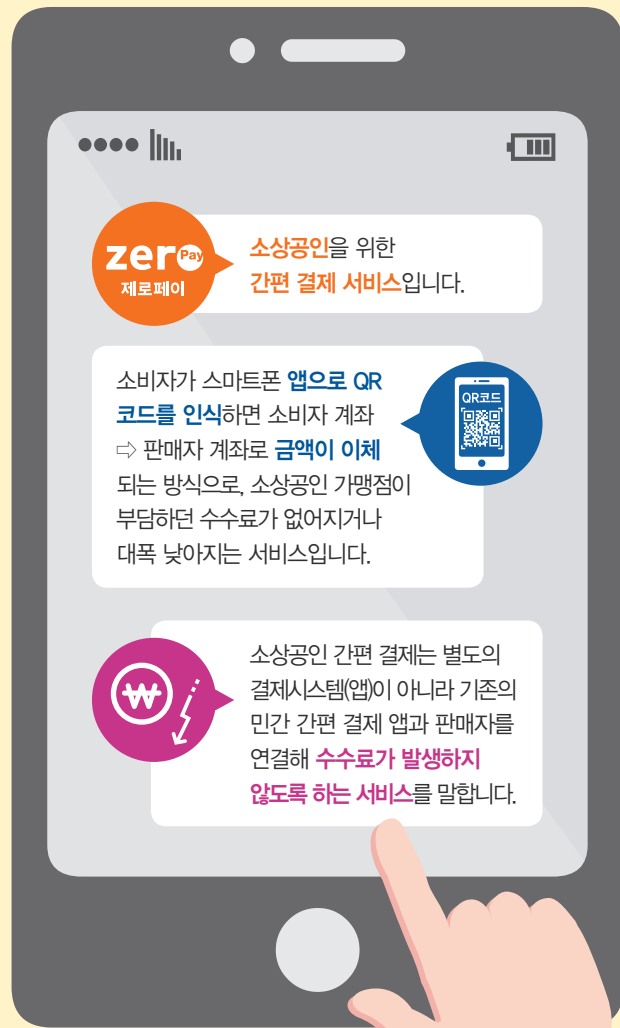 zero Pay
제로페이
소상공인을 위한
간편 결제 서비스입니다.
소비자가 스마트폰 앱으로 QR
코드를 인식하면 소비자 계좌
⇨ 판매자 계좌로 금액이 이체
되는 방식으로, 소상공인 가맹점이
부담하던 수수료가 없어지거나
대폭 낮아지는 서비스입니다.
QR코드
소상공인 간편 결제는 별도의
결제시스템(앱)이 아니라 기존의
민간 간편 결제 앱과 판매자를
연결해 수수료가 발생하지
않도록 하는 서비스를 말합니다.